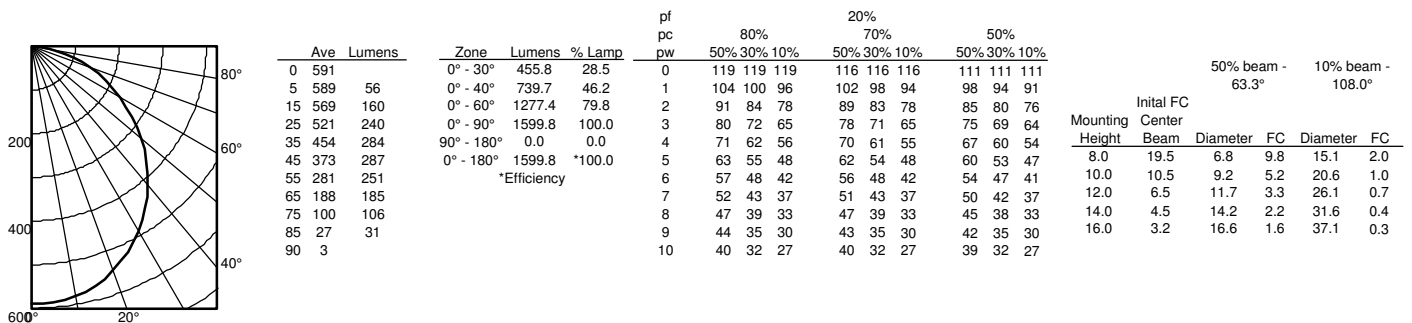 80°
200
60°
400
40°
600
0°
20°
Ave Lumens
0 591
5 589 56
15 569 160
25 521 240
35 454 284
45 373 287
55 281 251
65 188 185
75 100 106
85 27 31
90 3
Zone Lumens % Lamp
0° - 30° 455.8 28.5
0° - 40° 739.7 46.2
0° - 60° 1277.4 79.8
0° - 90° 1599.8 100.0
90° - 180° 0.0 0.0
0° - 180° 1599.8 *100.0
*Efficiency
pf 20%
pc 80% 70% 50%
pw 50% 30% 10% 50% 30% 10% 50% 30% 10%
0 119 119 119 116 116 116 111 111 111
1 104 100 96 102 98 94 98 94 91
2 91 84 78 89 83 78 85 80 76
3 80 72 65 78 71 65 75 69 64
4 71 62 56 70 61 55 67 60 54
5 63 55 48 62 54 48 60 53 47
6 57 48 42 56 48 42 54 47 41
7 52 43 37 51 43 37 50 42 37
8 47 39 33 47 39 33 45 38 33
9 44 35 30 43 35 30 42 35 30
10 40 32 27 40 32 27 39 32 27
50% beam - 10% beam -
63.3° 108.0°
Inital FC
Mounting Center
Height Beam Diameter FC Diameter FC
8.0 19.5 6.8 9.8 15.1 2.0
10.0 10.5 9.2 5.2 20.6 1.0
12.0 6.5 11.7 3.3 26.1 0.7
14.0 4.5 14.2 2.2 31.6 0.4
16.0 3.2 16.6 1.6 37.1 0.3